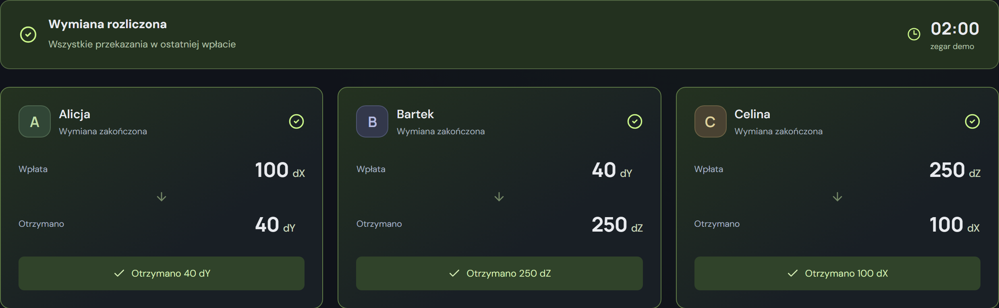 Wymiana rozliczona
Wszystkie przekazania w ostatniej wpłacie
02:00
zegar demo
A
Alicja
Wymiana zakończona
Wpłata
100 dX
Otrzymano
40 dY
Otrzymano 40 dY
B
Bartek
Wymiana zakończona
Wpłata
40 dY
Otrzymano
250 dZ
Otrzymano 250 dZ
C
Celina
Wymiana zakończona
Wpłata
250 dZ
Otrzymano
100 dX
Otrzymano 100 dX